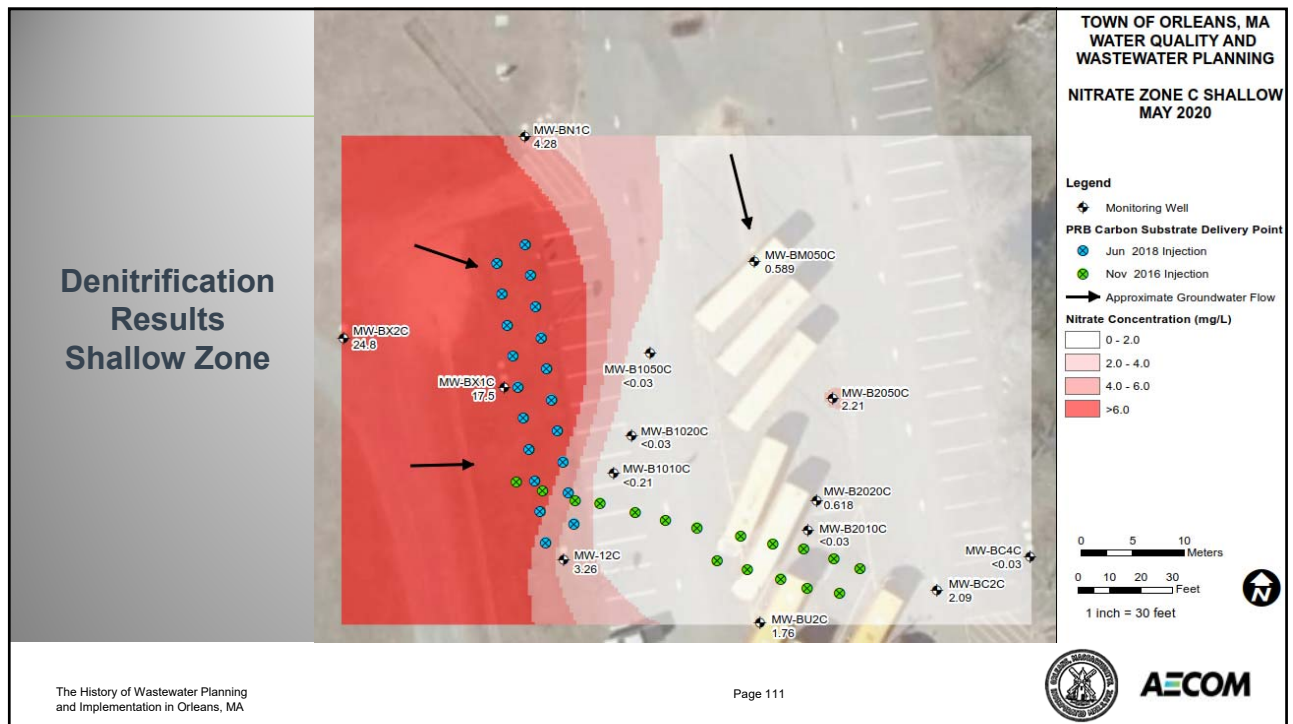 Denitrification
Results
Shallow Zone
MW-BN1C
4.28
MW-BM050C
0.589
MW-BX2C
24.8
MW-B1050C
<0.03
MW-BX1C
17.5
MW-B2050C
2.21
MW-B1020C
<0.03
MW-B1010C
<0.21
MW-B2020C
0.618
MW-B2010C
<0.03
MW-BC4C
<0.03
MW-12C
3.26
MW-BC2C
2.09
MW-BU2C
1.76
TOWN OF ORLEANS, MA
WATER QUALITY AND
WASTEWATER PLANNING
NITRATE ZONE C SHALLOW
MAY 2020
Legend
Monitoring Well
PRB Carbon Substrate Delivery Point
Jun 2018 Injection
Nov 2016 Injection
Approximate Groundwater Flow
Nitrate Concentration (mg/L)
0 - 2.0
2.0 - 4.0
4.0 - 6.0
>6.0
0 5 10
Meters
0 10 20 30
Feet
1 inch = 30 feet
N
The History of Wastewater Planning
and Implementation in Orleans, MA
Page 111
AECOM